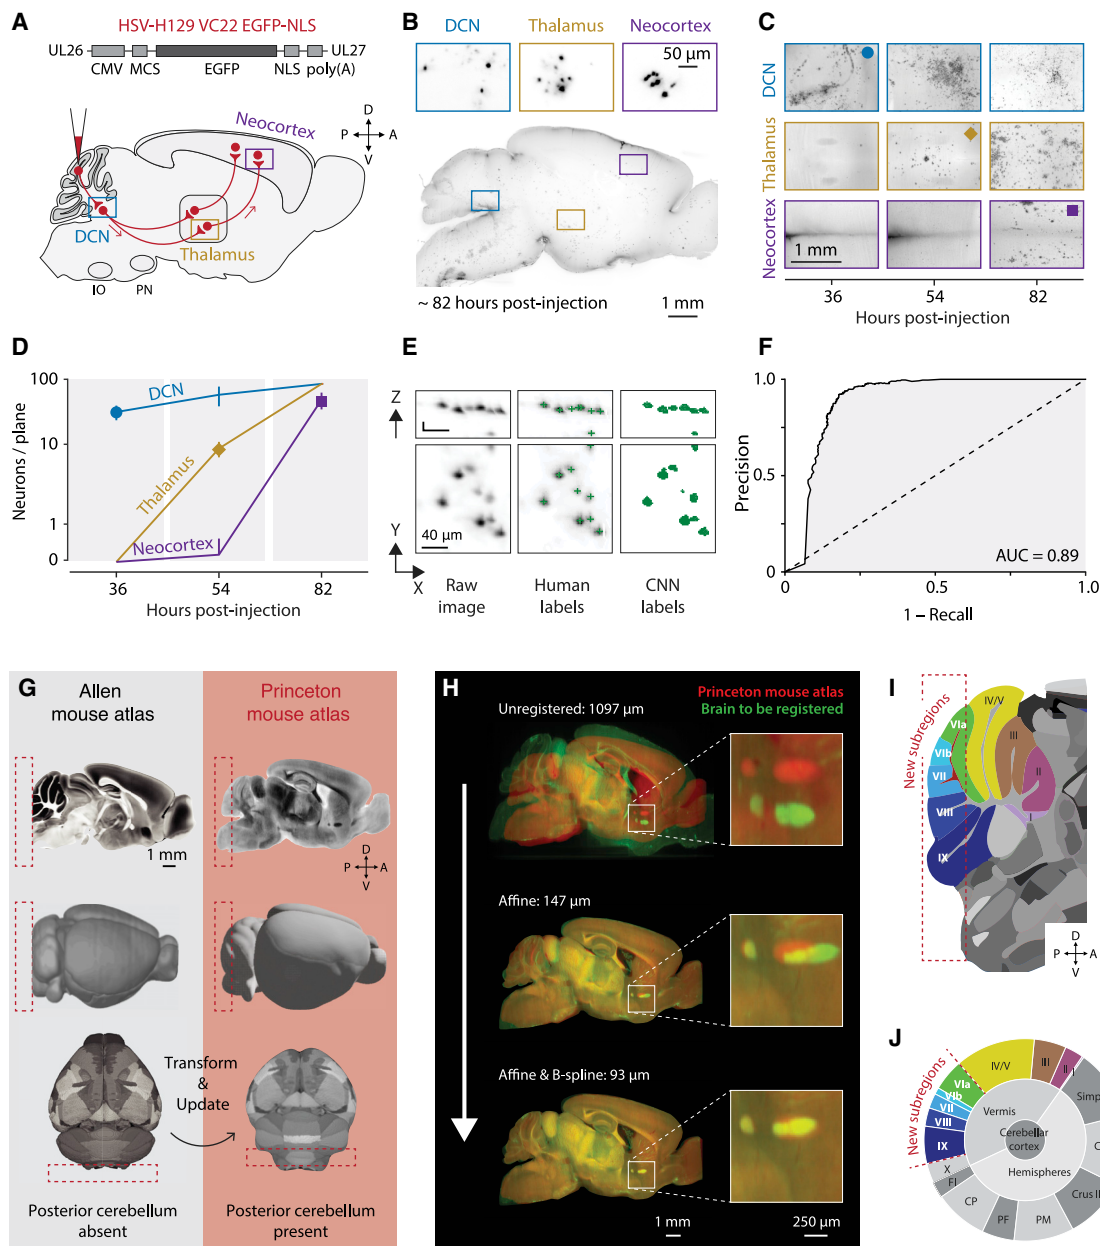 A
HSV-H129 VC22 EGFP-NLS
UL26
UL27
CMV
MCS
EGFP
NLS
poly(A)
Neocortex
D
P
A
V
DCN
Thalamus
IO
PN
B
DCN
Thalamus
Neocortex
50 µm
~ 82 hours post-injection
1 mm
C
DCN
Thalamus
Neocortex
1 mm
36
54
82
Hours post-injection
D
Neurons / plane
100
10
1
0
DCN
Thalamus
Neocortex
36
54
82
Hours post-injection
E
Z
Y
X
40 µm
Raw
image
Human
labels
CNN
labels
F
Precision
1.0
0.5
0
AUC = 0.89
0
0.5
1.0
1 – Recall
G
Allen
mouse atlas
Princeton
mouse atlas
1 mm
D
P
A
V
Transform
&
Update
Posterior cerebellum
absent
Posterior cerebellum
present
H
Princeton mouse atlas
Brain to be registered
Unregistered: 1097 µm
Affine: 147 µm
Affine & B-spline: 93 µm
1 mm
250 µm
I
New subregions
IV/V
VIa
III
VIb
II
VII
VIII
I
IX
D
P
A
V
J
New subregions
IV/V
III
II
I
VIa
VIb
VII
VIII
IX
X
Fl
CP
PF
PM
Crus II
C
Simp
Vermis
Cerebellar
cortex
Hemispheres